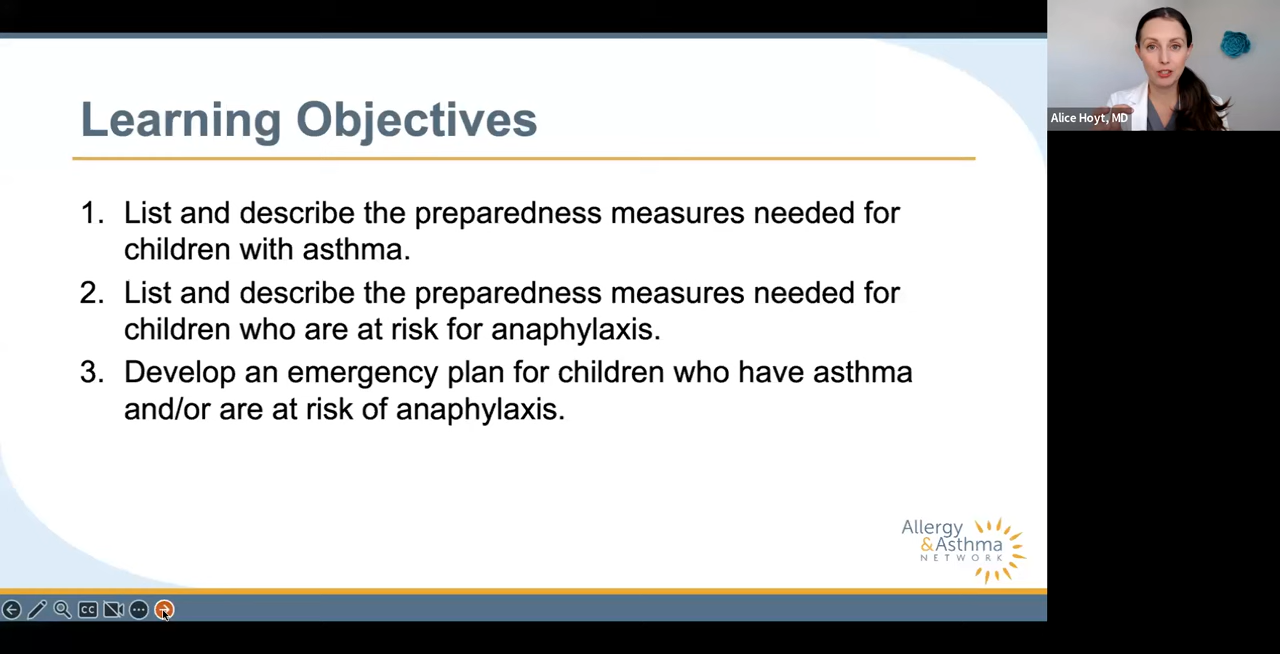 Learning Objectives
1. List and describe the preparedness measures needed for
children with asthma.
2. List and describe the preparedness measures needed for
children who are at risk for anaphylaxis.
3. Develop an emergency plan for children who have asthma
and/or are at risk of anaphylaxis.
Allergy
&Asthma
NETWORK
CC
Alice Hoyt, MD